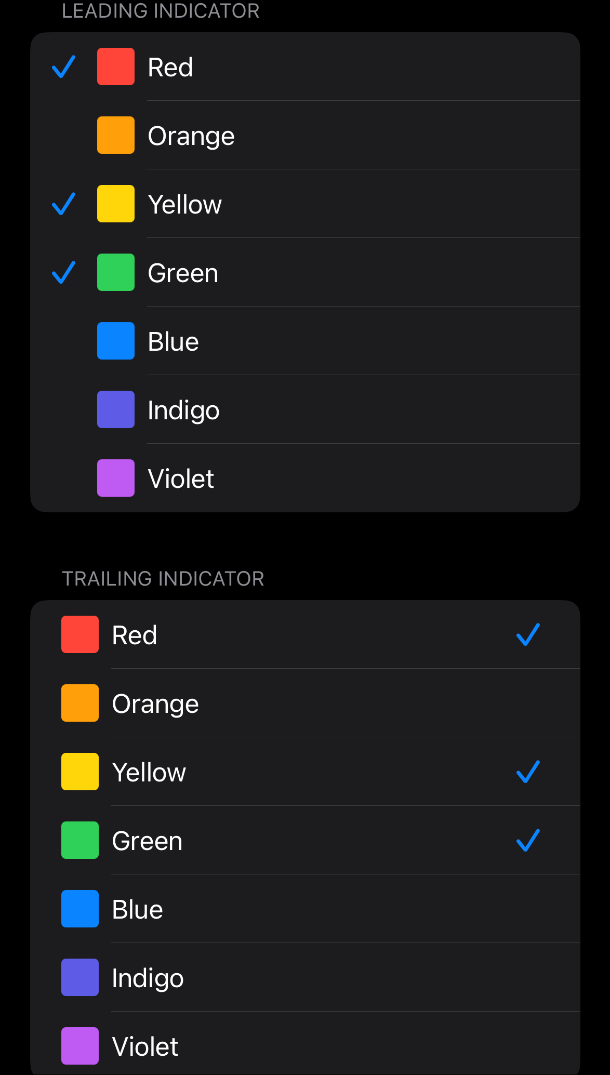 LEADING INDICATOR
Red
Orange
Yellow
Green
Blue
Indigo
Violet
TRAILING INDICATOR
Red
Orange
Yellow
Green
Blue
Indigo
Violet